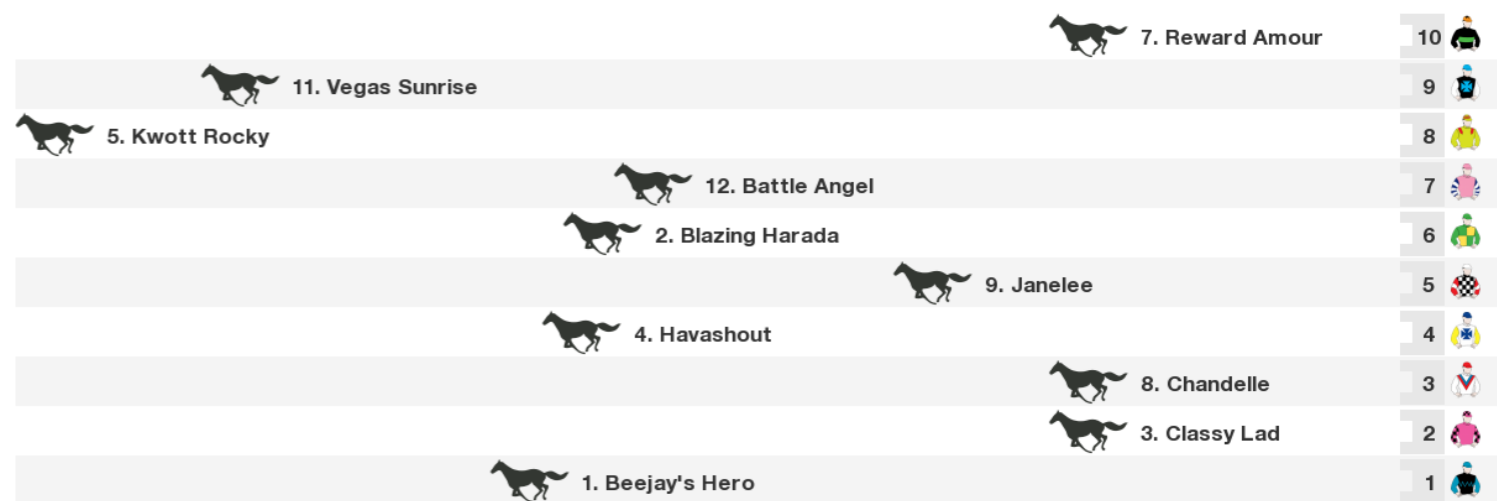 7. Reward Amour 10
11. Vegas Sunrise 9
5. Kwott Rocky 8
12. Battle Angel 7
2. Blazing Harada 6
9. Janelee 5
4. Havashout 4
8. Chandelle 3
3. Classy Lad 2
1. Beejay's Hero 1